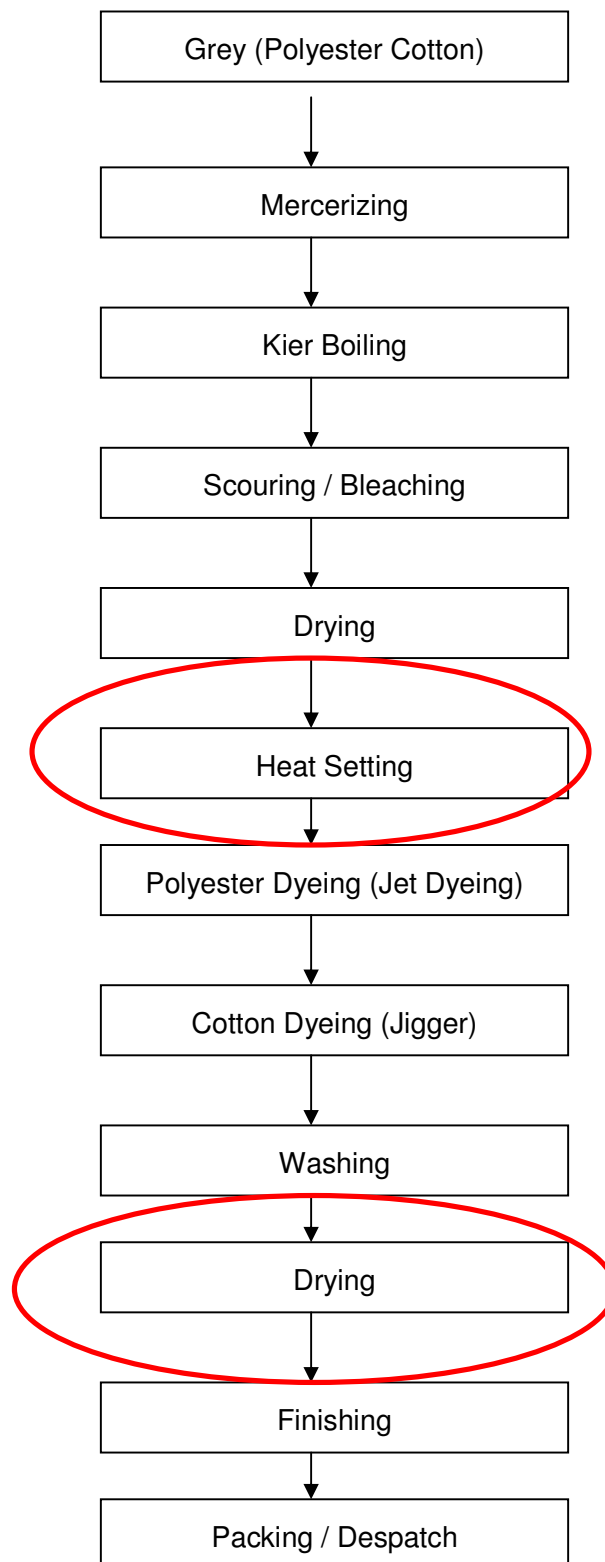 Grey (Polyester Cotton)
Mercerizing
Kier Boiling
Scouring / Bleaching
Drying
Heat Setting
Polyester Dyeing (Jet Dyeing)
Cotton Dyeing (Jigger)
Washing
Drying
Finishing
Packing / Despatch